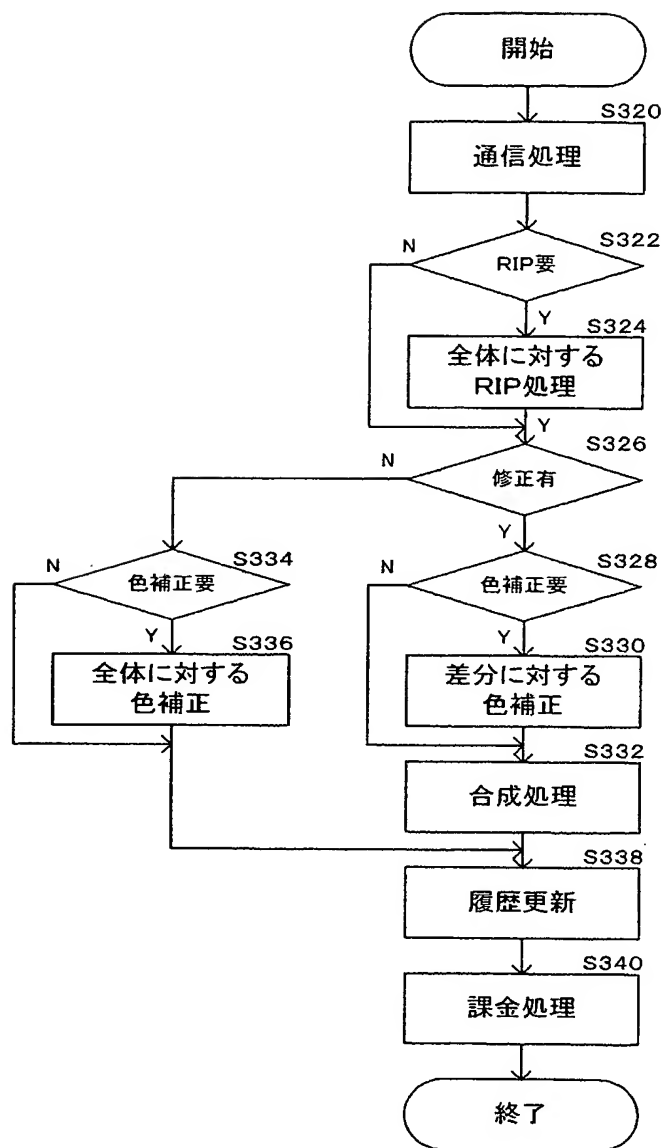 開始
S320
通信処理
S322
N
RIP要
Y
S324
全体に対する
RIP処理
Y
S326
N
修正有
Y
S334
N
色補正要
Y
S328
N
色補正要
Y
S336
全体に対する
色補正
S330
差分に対する
色補正
S332
合成処理
S338
履歴更新
S340
課金処理
終了